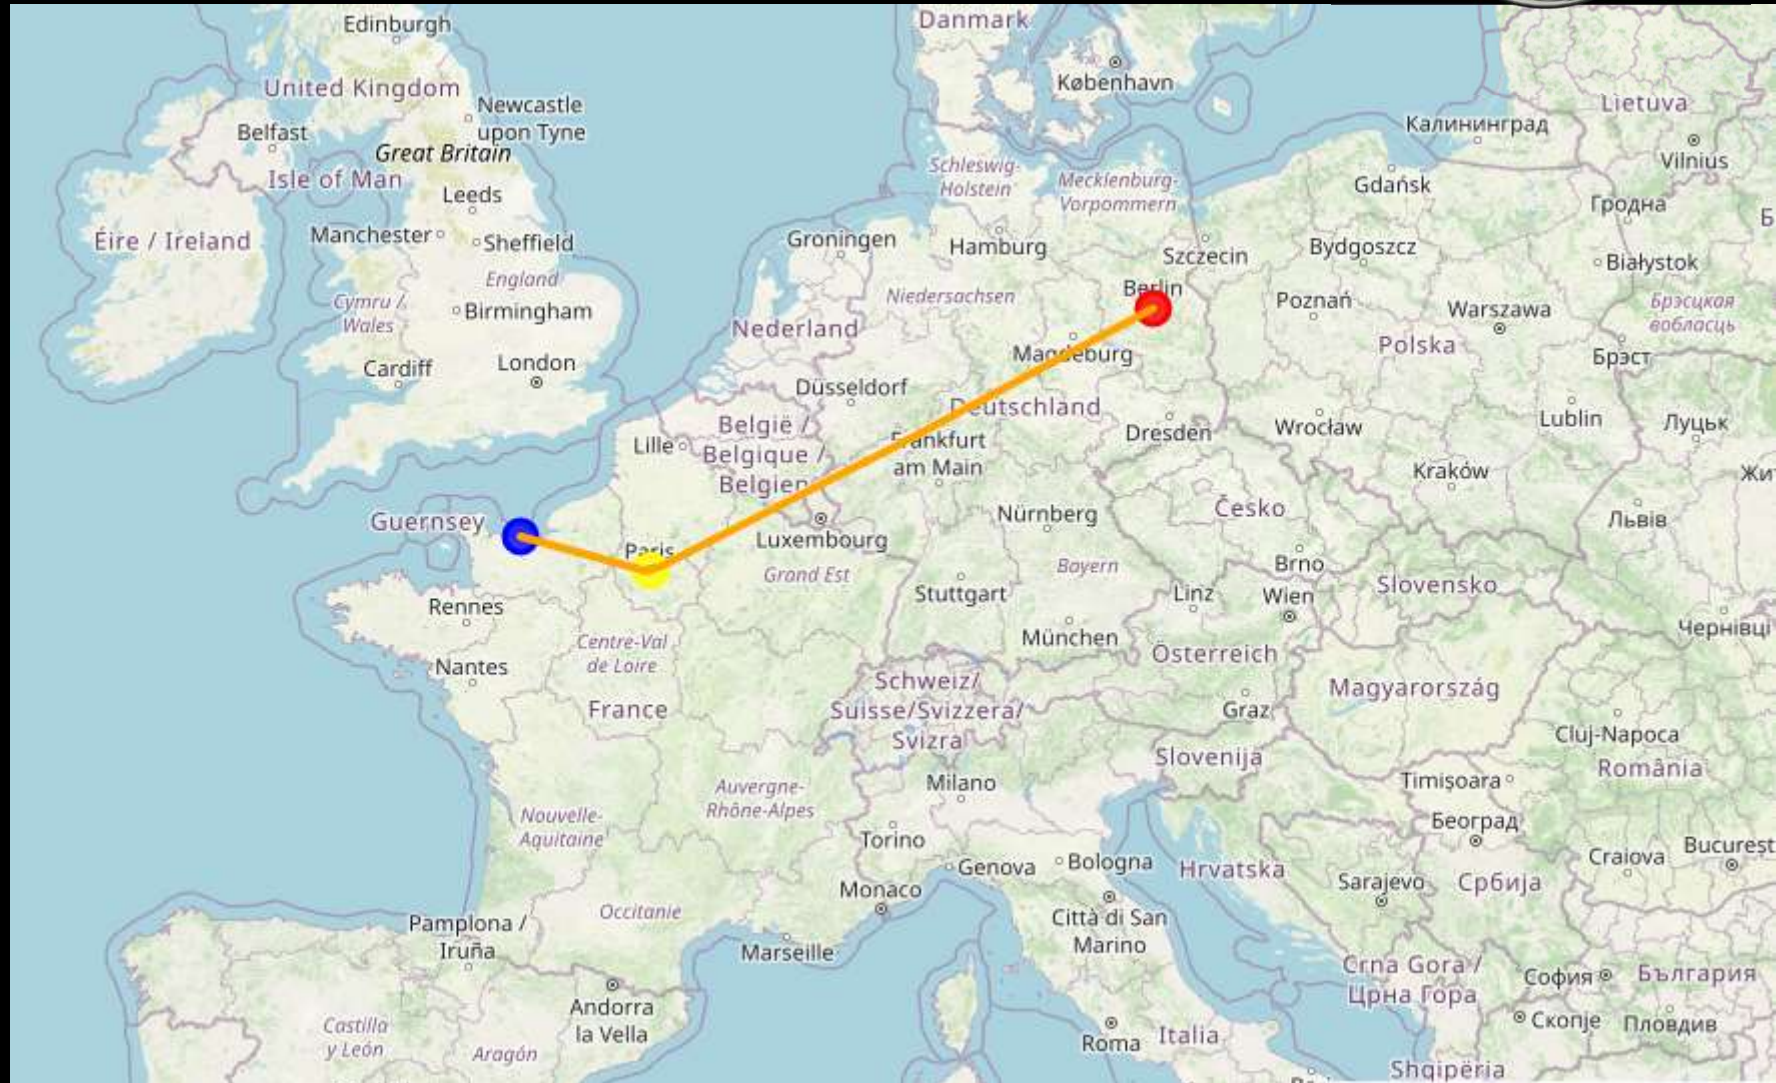 Edinburgh
Danmark
København
United Kingdom
Newcastle
upon Tyne
Lietuva
Belfast
Калининград
Great Britain
Vilnius
Isle of Man
Schleswig-
Holstein
Mecklenburg-
Vorpommern
Gdańsk
Leeds
Гродна
Éire / Ireland
Manchester
Sheffield
Groningen
Hamburg
Szczecin
Bydgoszcz
Białystok
Б
England
Niedersachsen
Berlin
Poznań
Warszawa
Брэсцкая
вобласць
Cymru /
Wales
Birmingham
Nederland
Magdeburg
Polska
Брэст
Cardiff
London
Düsseldorf
Deutschland
Lublin
Луцьк
België /
Belgique /
Belgien
Lille
Frankfurt
am Main
Dresden
Wrocław
Kraków
Жи
Guernsey
Luxembourg
Nürnberg
Česko
Львів
Paris
Grand Est
Bayern
Brno
Slovensko
Rennes
Stuttgart
Linz
Wien
Чернівці
Centre-Val
de Loire
München
Österreich
Nantes
Schweiz/
Suisse/Svizzera/
Svizra
Magyarország
France
Graz
Cluj-Napoca
Slovenija
România
Milano
Timișoara
Auvergne-
Rhône-Alpes
Nouvelle-
Aquitaine
Torino
Београд
Genova
Bologna
Hrvatska
Craiova
Bucurest
Monaco
Sarajevo
Србија
Occitanie
Pamplona /
Iruña
Marseille
Città di San
Marino
Crna Gora /
Црна Гора
София
България
Andorra
la Vella
Castilla
y León
Aragón
Roma
Italia
Скопје
Пловдив
Shqipëria